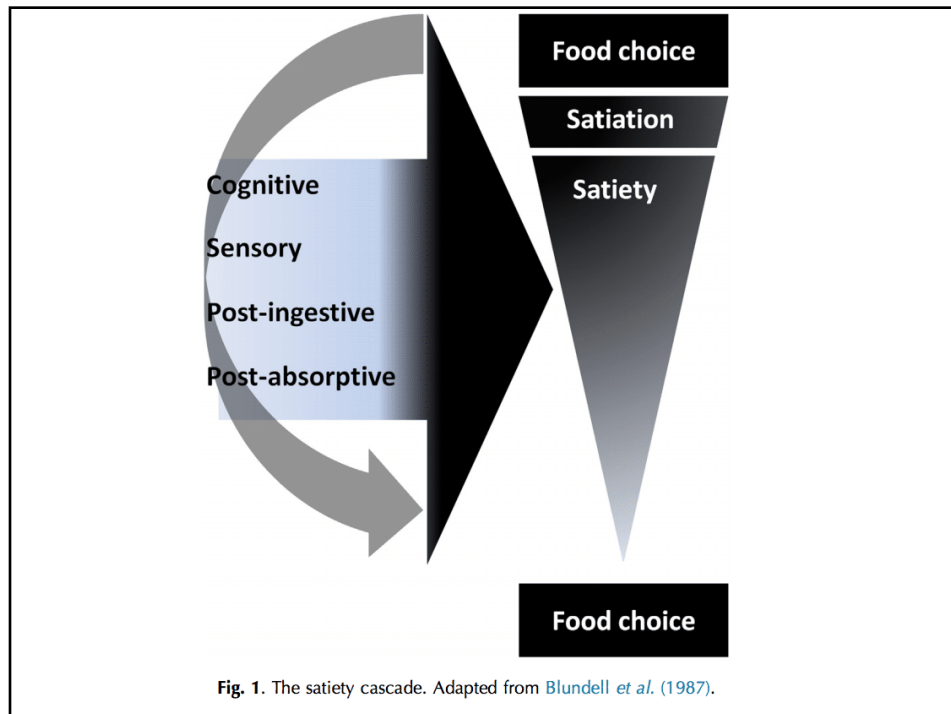 Food choice
Satiation
Satiety
Cognitive
Sensory
Post-ingestive
Post-absorptive
Food choice
Fig. 1. The satiety cascade. Adapted from Blundell et al. (1987).